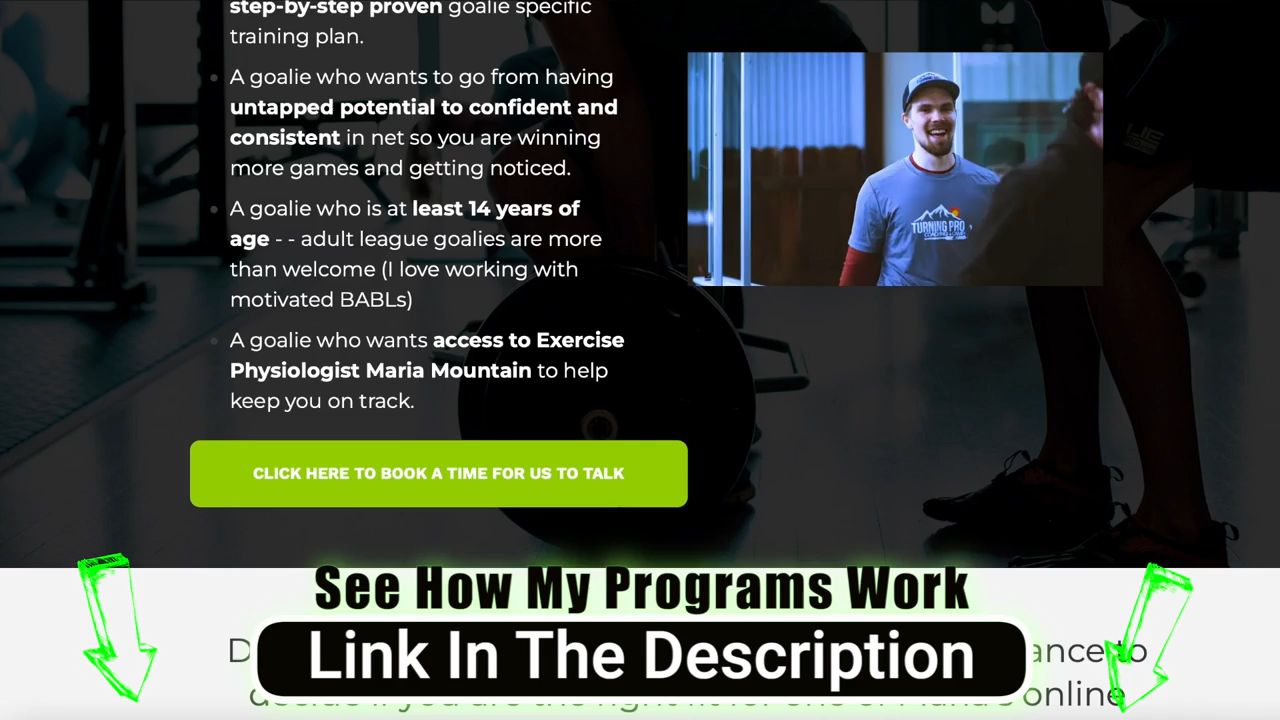 step-by-step proven goalie specific
training plan.
A goalie who wants to go from having
untapped potential to confident and
consistent in net so you are winning
more games and getting noticed.
A goalie who is at least 14 years of
age - - adult league goalies are more
than welcome (I love working with
motivated BABLs)
A goalie who wants access to Exercise
Physiologist Maria Mountain to help
keep you on track.
TURNING PRO
CLICK HERE TO BOOK A TIME FOR US TO TALK
See How My Programs Work
Link In The Description
to
online